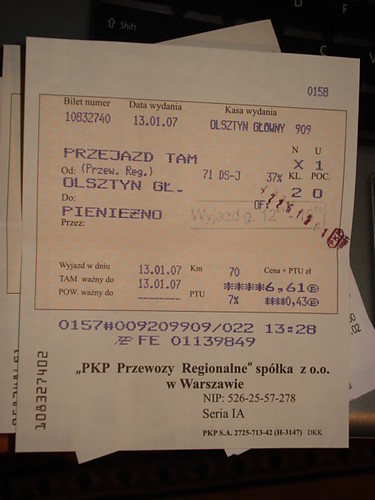 Shift
D
F
C
0158
Bilet numer Data wydania Kasa wydania
10832740 13.01.07 OLSZTYN GŁÓWNY 909
N U
PRZEJAZD TAM X 1
Od: (Przew. Reg.) 71 DS-J 37% KL. POC.
OLSZTYN GŁ. 2 0
Do: OF
PIENIEŻNO Wyjazd g.
Przez:
Wyjazd w dniu 13.01.07 Km 70 Cena + PTU zł
TAM ważny do 13.01.07 *****6,61
POW. ważny do ------ PTU 7% ****0,43
0157#009209909/022 13:28
FE 01139849
108327402
„PKP Przewozy Regionalne" spółka z o.o.
w Warszawie
NIP: 526-25-57-278
Seria IA
PKP S.A. 2725-713-42 (H-3147) DKK